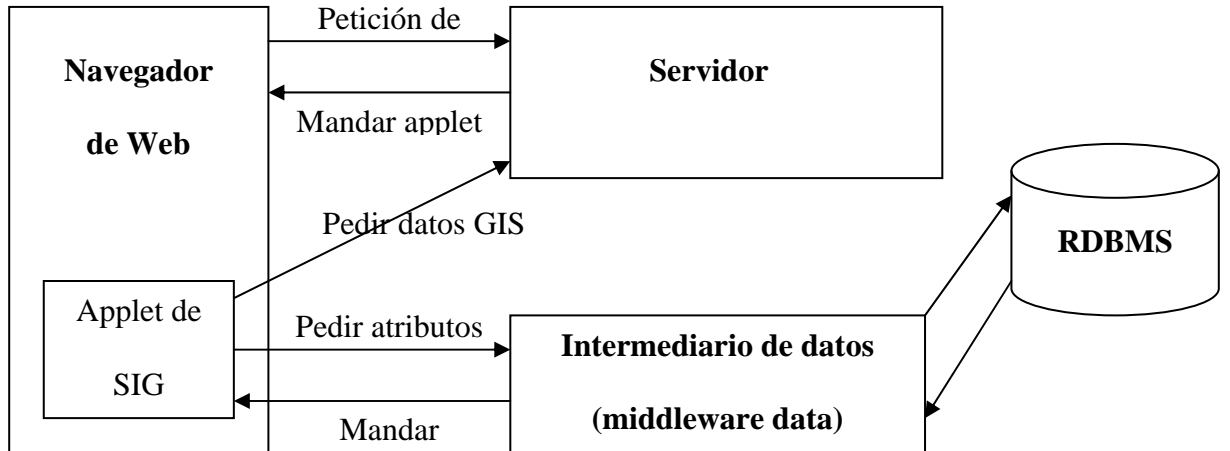 Petición de
Navegador
de Web
Servidor
Mandar applet
Pedir datos GIS
RDBMS
Applet de
SIG
Pedir atributos
Mandar
Intermediario de datos
(middleware data)